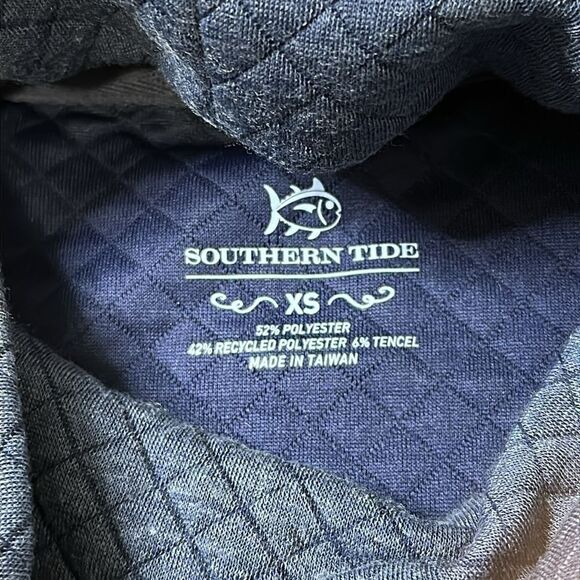 SOUTHERN TIDE
XS
52% POLYESTER
42% RECYCLED POLYESTER 6% TENCEL
MADE IN TAIWAN